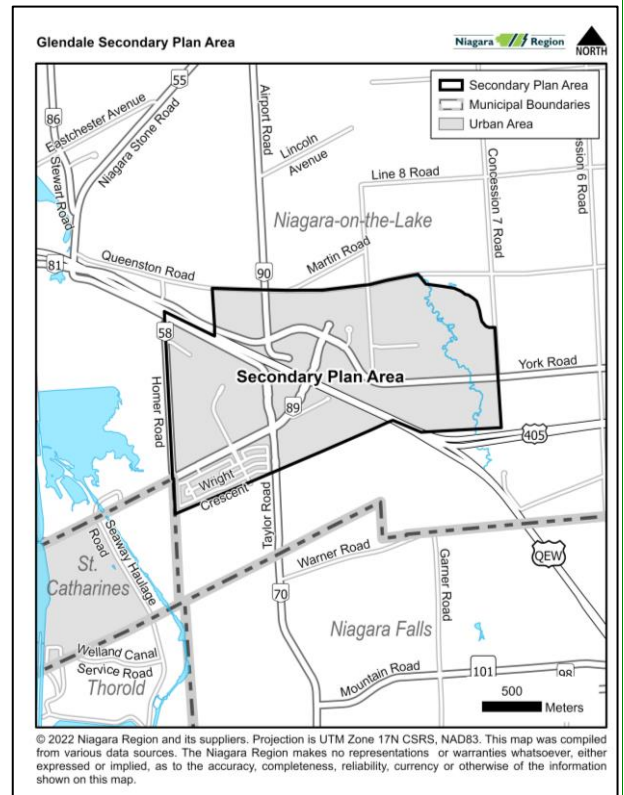 Glendale Secondary Plan Area
Niagara Region
NORTH
Secondary Plan Area
Municipal Boundaries
Urban Area
55
86
Eastchester Avenue
Niagara Stone Road
Stewart Road
Airport Road
Lincoln
Avenue
Line 8 Road
Concession 7 Road
ession 6 Road
Niagara-on-the-Lake
Martin Road
Queenston Road
81
90
58
Secondary Plan Area
York Road
Homer Road
89
405
Wright
Crescent
Taylor Road
Seaway Haulage
Road
St.
Catharines
Warner Road
Garner Road
QEW
70
Niagara Falls
Welland Canal
Service Road
Thorold
Mountain Road
101
98
500
Meters
© 2022 Niagara Region and its suppliers. Projection is UTM Zone 17N CSRS, NAD83. This map was compiled
from various data sources. The Niagara Region makes no representations or warranties whatsoever, either
expressed or implied, as to the accuracy, completeness, reliability, currency or otherwise of the information
shown on this map.